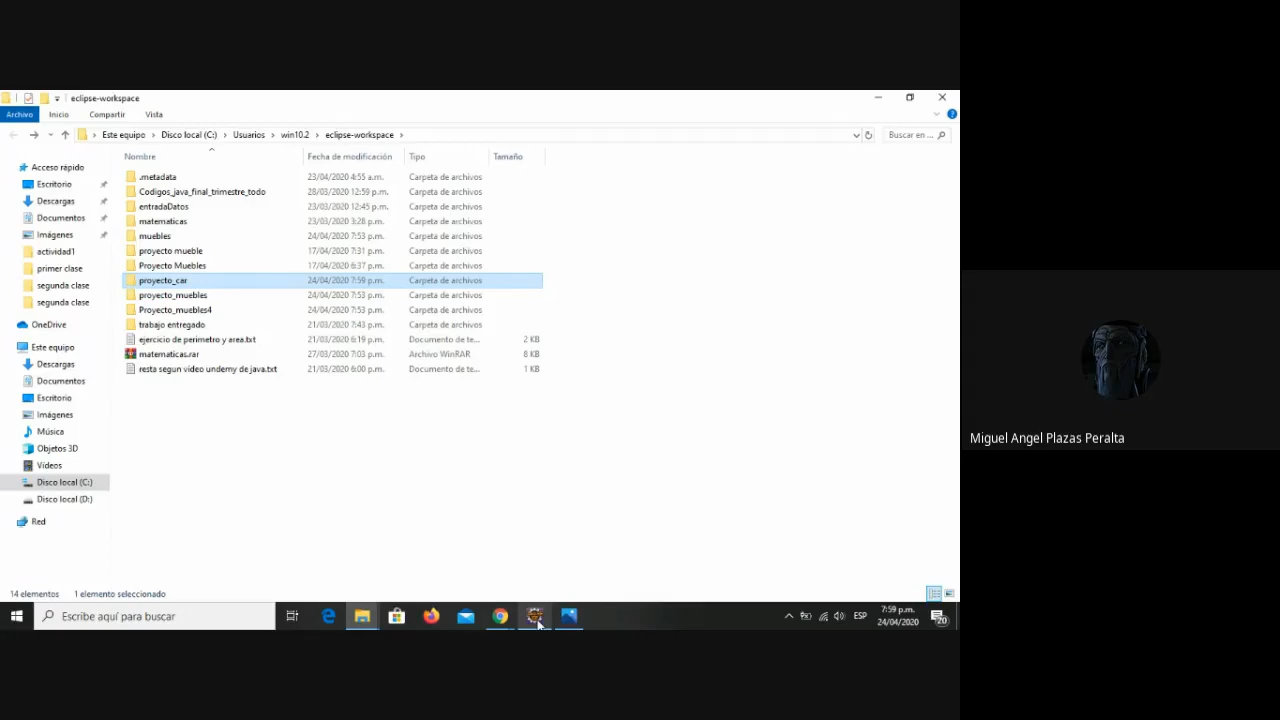 eclipse-workspace
Archivo Inicio Compartir Vista
Este equipo > Disco local (C:) > Usuarios > win10.2 > eclipse-workspace >
Buscar en ...
Nombre Fecha de modificación Tipo Tamaño
.metadata 23/04/2020 4:55 a.m. Carpeta de archivos
Codigos_java_final_trimestre_todo 28/03/2020 12:59 p.m. Carpeta de archivos
entradaDatos 23/03/2020 12:45 p.m. Carpeta de archivos
matematicas 23/03/2020 3:28 p.m. Carpeta de archivos
muebles 24/04/2020 7:53 p.m. Carpeta de archivos
proyecto mueble 17/04/2020 7:31 p.m. Carpeta de archivos
Proyecto Muebles 17/04/2020 6:37 p.m. Carpeta de archivos
proyecto_car 24/04/2020 7:59 p.m. Carpeta de archivos
proyecto_muebles 24/04/2020 7:53 p.m. Carpeta de archivos
Proyecto_muebles4 24/04/2020 7:53 p.m. Carpeta de archivos
trabajo entregado 21/03/2020 7:43 p.m. Carpeta de archivos
ejercicio de perimetro y area.txt 21/03/2020 6:19 p.m. Documento de te... 2 KB
matematicas.rar 27/03/2020 7:03 p.m. Archivo WinRAR 8 KB
resta segun video undemy de java.txt 21/03/2020 6:00 p.m. Documento de te... 1 KB
Acceso rápido
Escritorio
Descargas
Documentos
Imágenes
actividad1
primer clase
segunda clase
segunda clase
OneDrive
Este equipo
Descargas
Documentos
Escritorio
Imágenes
Música
Objetos 3D
Vídeos
Disco local (C:)
Disco local (D:)
Red
14 elementos 1 elemento seleccionado
Escribe aquí para buscar
ESP
7:59 p.m.
24/04/2020
20
Miguel Angel Plazas Peralta